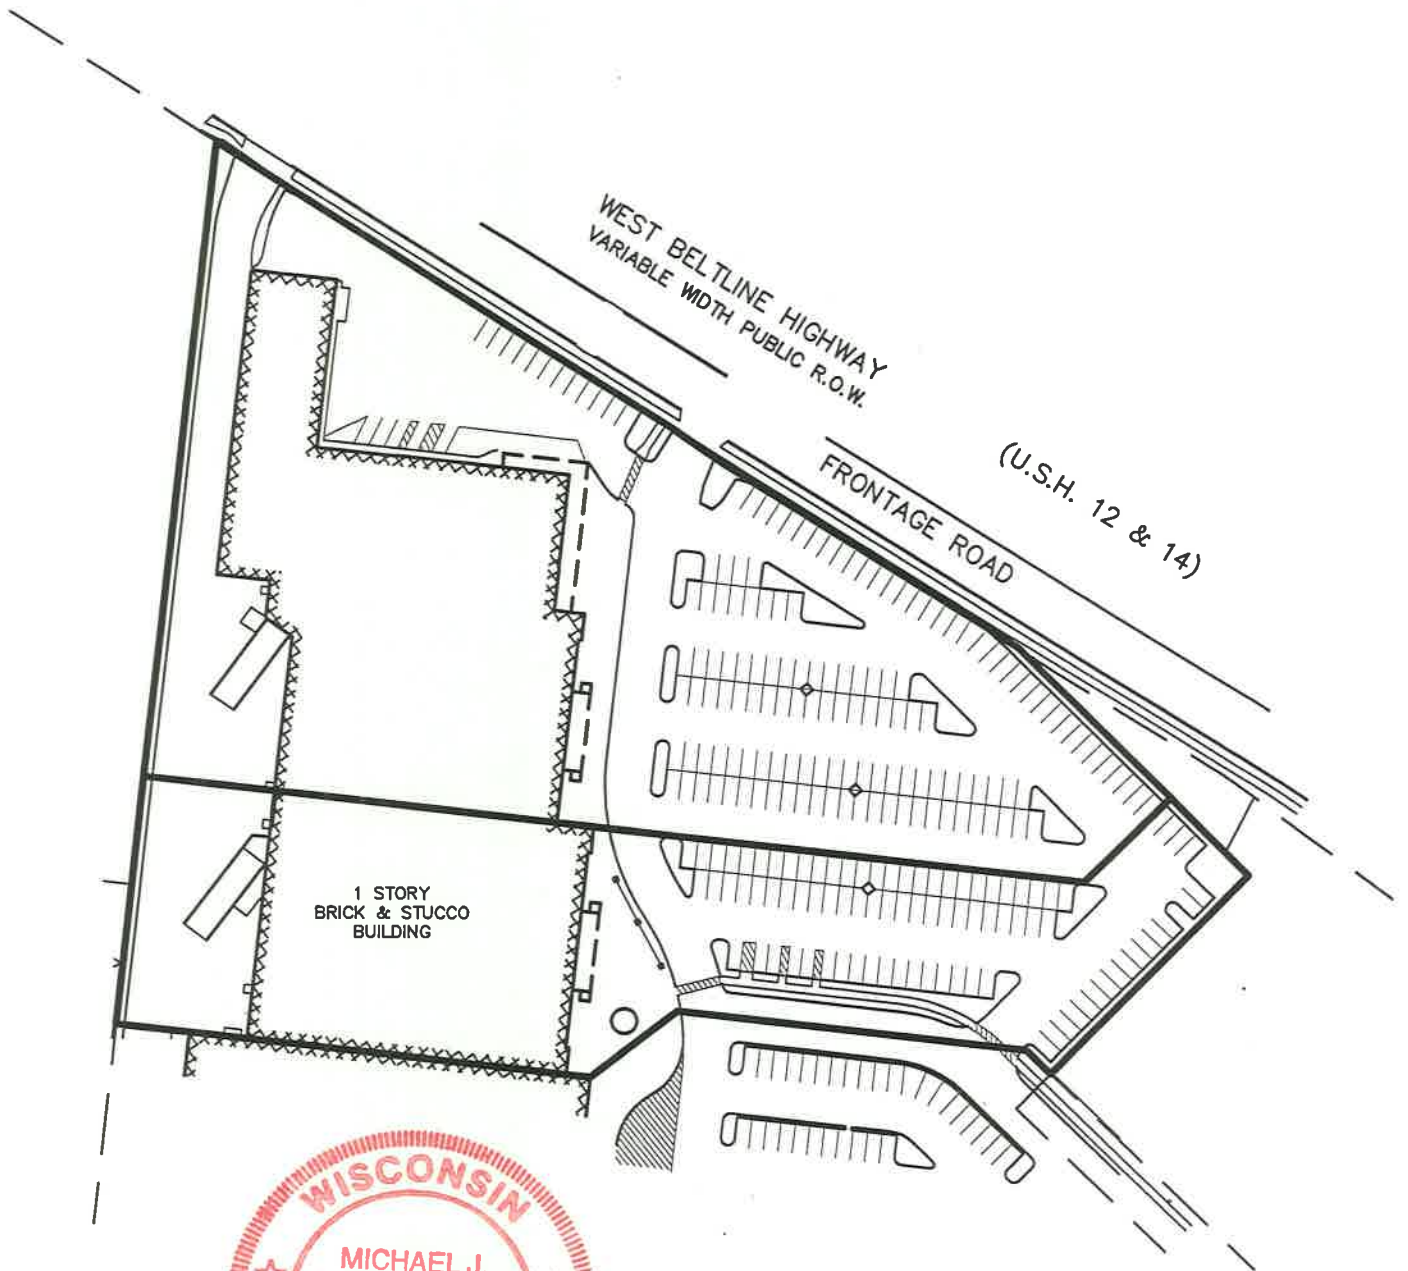 WEST BELTLINE HIGHWAY
VARIABLE WIDTH PUBLIC R.O.W.
(U.S.H. 12 & 14)
FRONTAGE ROAD
1 STORY
BRICK & STUCCO
BUILDING
WISCONSIN
MICHAEL J.